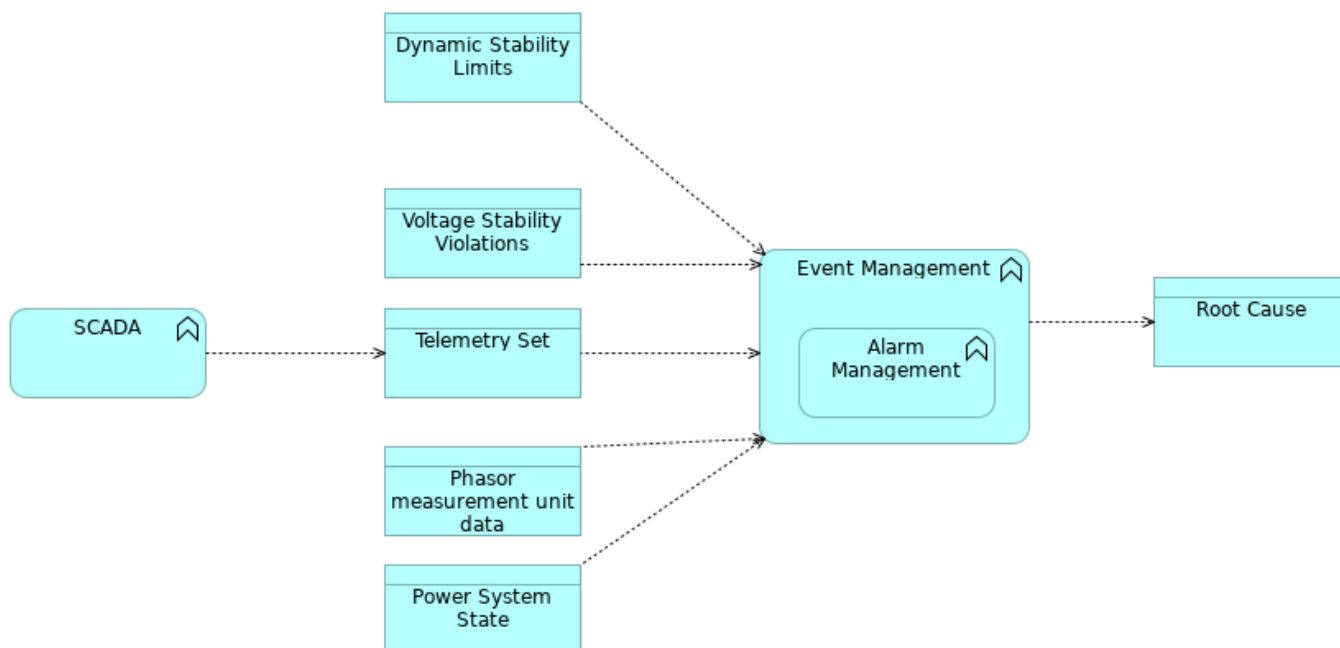 Dynamic Stability
Limits
Voltage Stability
Violations
Event Management
SCADA
Telemetry Set
Root Cause
Alarm
Management
Phasor
measurement unit
data
Power System
State